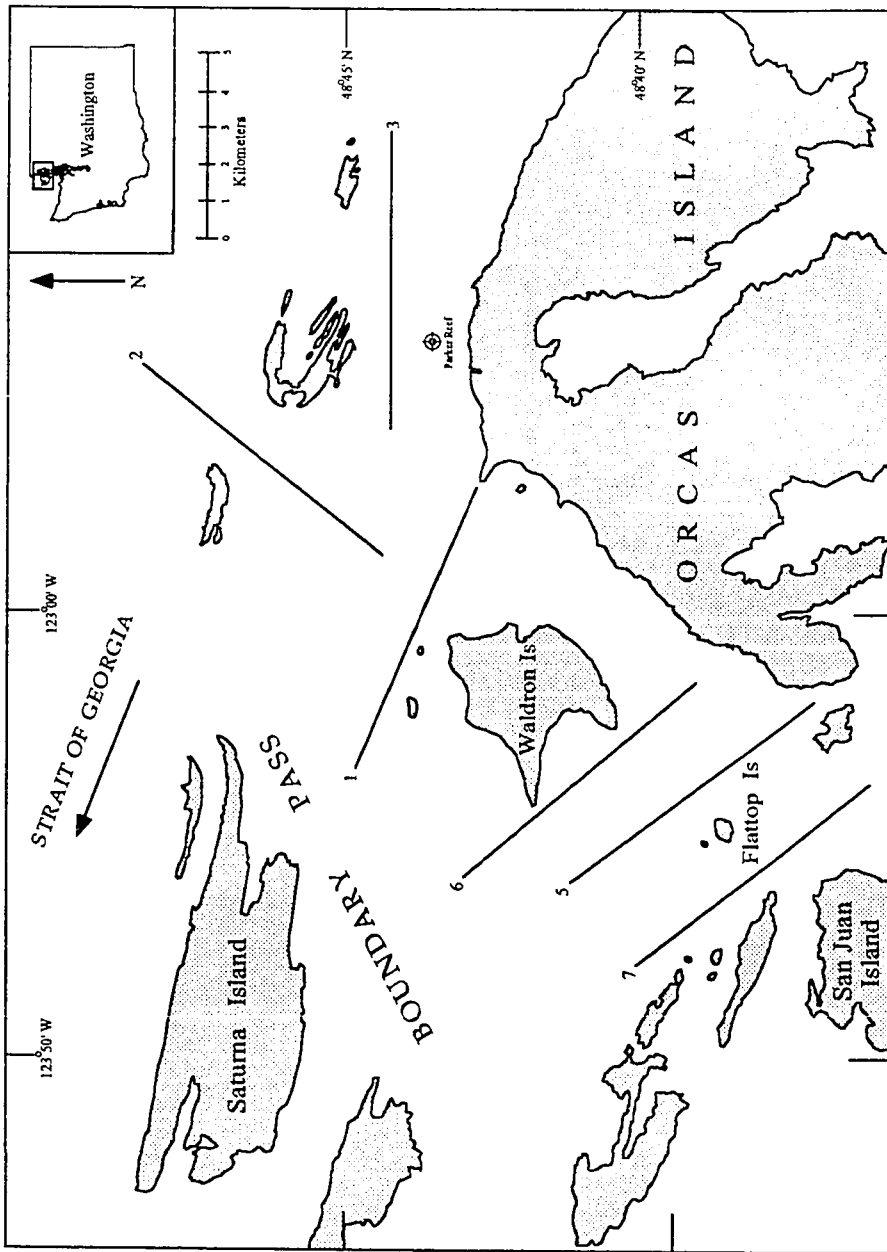 STRAIT OF GEORGIA
123°50' W
123°00' W
N
Washington
0 1 2 3 4 5
Kilometers
48°45' N
48°40' N
Saturna Island
BOUNDARY PASS
1
2
3
5
6
7
Waldron Is
Flattop Is
San Juan
Island
Parker Reef
ORCAS ISLAND